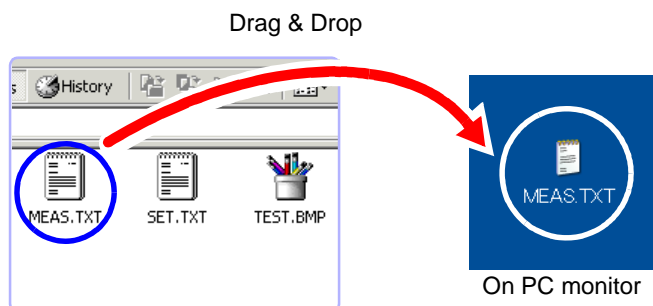 Drag & Drop
s History
MEAS.TXT SET.TXT TEST.BMP
MEAS.TXT
On PC monitor